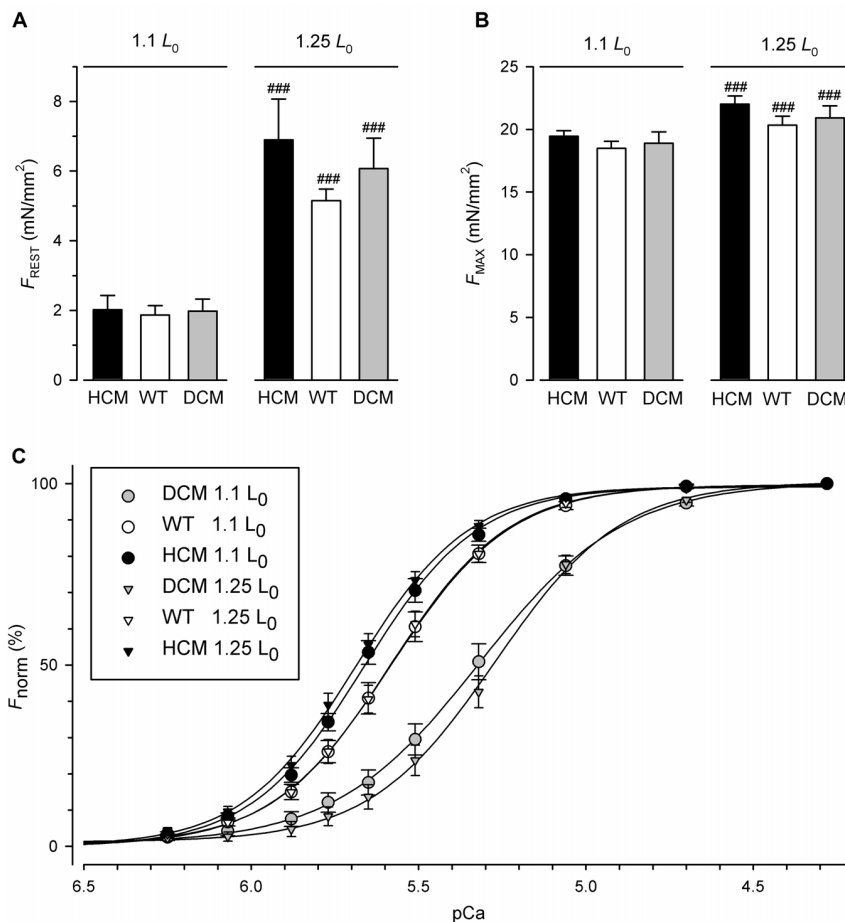 A
1.1 L0 1.25 L0
FREST (mN/mm2)
8
6
4
2
0
###
###
###
HCM WT DCM HCM WT DCM
B
1.1 L0 1.25 L0
FMAX (mN/mm2)
25
20
15
10
5
0
###
###
###
HCM WT DCM HCM WT DCM
C
Fnorm (%)
100
50
0
DCM 1.1 L0
WT 1.1 L0
HCM 1.1 L0
DCM 1.25 L0
WT 1.25 L0
HCM 1.25 L0
6.5 6.0 5.5 5.0 4.5
pCa